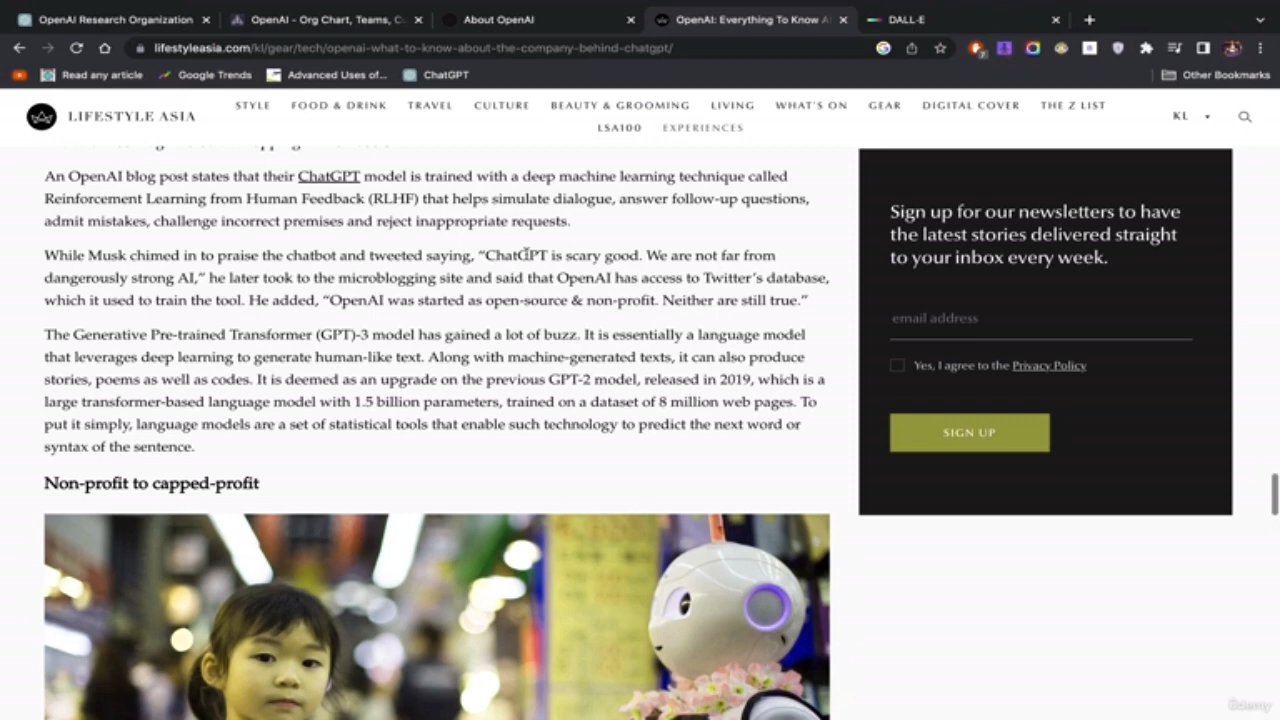 OpenAI Research Organization
OpenAI - Org Chart, Teams, C
About OpenAI
OpenAI: Everything To Know A
DALL·E
lifestyleasia.com/kl/gear/tech/openai-what-to-know-about-the-company-behind-chatgpt/
Read any article
Google Trends
Advanced Uses of...
ChatGPT
Other Bookmarks
LIFESTYLE ASIA
STYLE FOOD & DRINK TRAVEL CULTURE BEAUTY & GROOMING LIVING WHAT'S ON GEAR DIGITAL COVER THE Z LIST
LSA100 EXPERIENCES
KL
An OpenAI blog post states that their ChatGPT model is trained with a deep machine learning technique called
Reinforcement Learning from Human Feedback (RLHF) that helps simulate dialogue, answer follow-up questions,
admit mistakes, challenge incorrect premises and reject inappropriate requests.
While Musk chimed in to praise the chatbot and tweeted saying, “ChatGPT is scary good. We are not far from
dangerously strong AI,” he later took to the microblogging site and said that OpenAI has access to Twitter’s database,
which it used to train the tool. He added, “OpenAI was started as open-source & non-profit. Neither are still true.”
The Generative Pre-trained Transformer (GPT)-3 model has gained a lot of buzz. It is essentially a language model
that leverages deep learning to generate human-like text. Along with machine-generated texts, it can also produce
stories, poems as well as codes. It is deemed as an upgrade on the previous GPT-2 model, released in 2019, which is a
large transformer-based language model with 1.5 billion parameters, trained on a dataset of 8 million web pages. To
put it simply, language models are a set of statistical tools that enable such technology to predict the next word or
syntax of the sentence.
Non-profit to capped-profit
Sign up for our newsletters to have
the latest stories delivered straight
to your inbox every week.
email address
Yes, I agree to the Privacy Policy
SIGN UP
Udemy